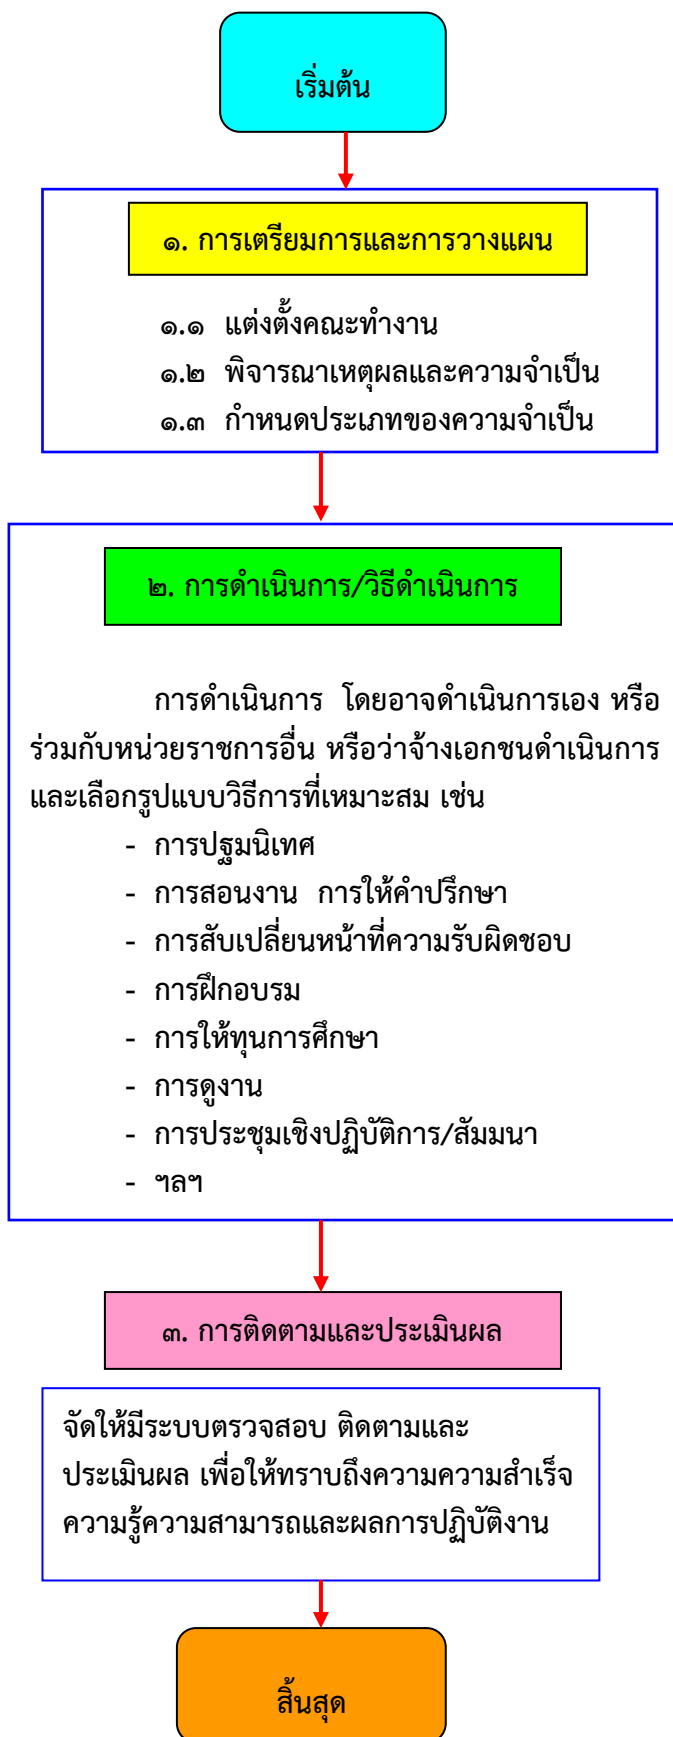 เริ่มต้น
๑. การเตรียมการและการวางแผน
๑.๑ แต่งตั้งคณะทำงาน
๑.๒ พิจารณาเหตุผลและความจำเป็น
๑.๓ กำหนดประเภทของความจำเป็น
๒. การดำเนินการ/วิธีดำเนินการ
การดำเนินการ โดยอาจดำเนินการเอง หรือ
ร่วมกับหน่วยราชการอื่น หรือว่าจ้างเอกชนดำเนินการ
และเลือกรูปแบบวิธีการที่เหมาะสม เช่น
- การปฐมนิเทศ
- การสอนงาน การให้คำปรึกษา
- การสับเปลี่ยนหน้าที่ความรับผิดชอบ
- การฝึกอบรม
- การให้ทุนการศึกษา
- การดูงาน
- การประชุมเชิงปฏิบัติการ/สัมมนา
- ฯลฯ
๓. การติดตามและประเมินผล
จัดให้มีระบบตรวจสอบ ติดตามและ
ประเมินผล เพื่อให้ทราบถึงความความสำเร็จ
ความรู้ความสามารถและผลการปฏิบัติงาน
สิ้นสุด